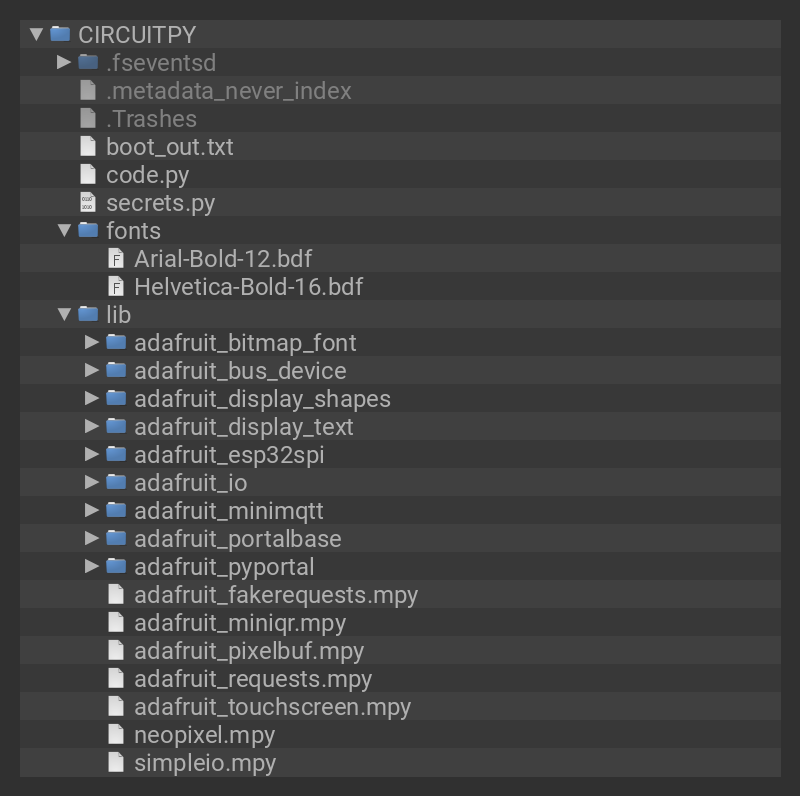 CIRCUITPY
.fseventsd
.metadata_never_index
.Trashes
boot_out.txt
code.py
secrets.py
fonts
Arial-Bold-12.bdf
Helvetica-Bold-16.bdf
lib
adafruit_bitmap_font
adafruit_bus_device
adafruit_display_shapes
adafruit_display_text
adafruit_esp32spi
adafruit_io
adafruit_minimqtt
adafruit_portalbase
adafruit_pyportal
adafruit_fakerequests.mpy
adafruit_miniqr.mpy
adafruit_pixelbuf.mpy
adafruit_requests.mpy
adafruit_touchscreen.mpy
neopixel.mpy
simpleio.mpy